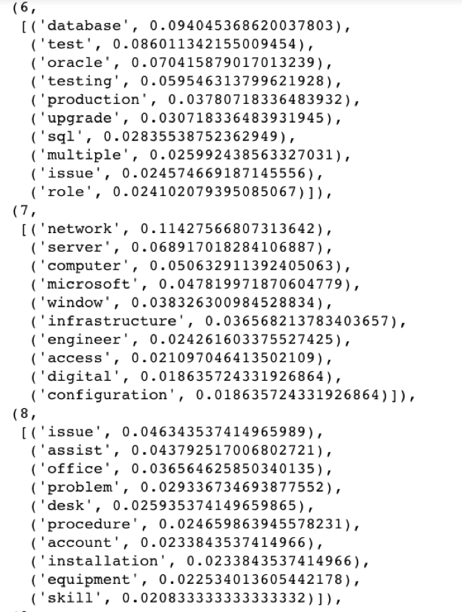 (6,
[('database', 0.094045368620037803),
('test', 0.086011342155009454),
('oracle', 0.070415879017013239),
('testing', 0.059546313799621928),
('production', 0.03780718336483932),
('upgrade', 0.030718336483931945),
('sql', 0.02835538752362949),
('multiple', 0.025992438563327031),
('issue', 0.024574669187145556),
('role', 0.024102079395085067)]),
(7,
[('network', 0.11427566807313642),
('server', 0.068917018284106887),
('computer', 0.050632911392405063),
('microsoft', 0.047819971870604779),
('window', 0.038326300984528834),
('infrastructure', 0.036568213783403657),
('engineer', 0.024261603375527425),
('access', 0.021097046413502109),
('digital', 0.018635724331926864),
('configuration', 0.018635724331926864)]),
(8,
[('issue', 0.046343537414965989),
('assist', 0.043792517006802721),
('office', 0.036564625850340135),
('problem', 0.029336734693877552),
('desk', 0.025935374149659865),
('procedure', 0.024659863945578231),
('account', 0.0233843537414966),
('installation', 0.0233843537414966),
('equipment', 0.022534013605442178),
('skill', 0.020833333333333332)]),